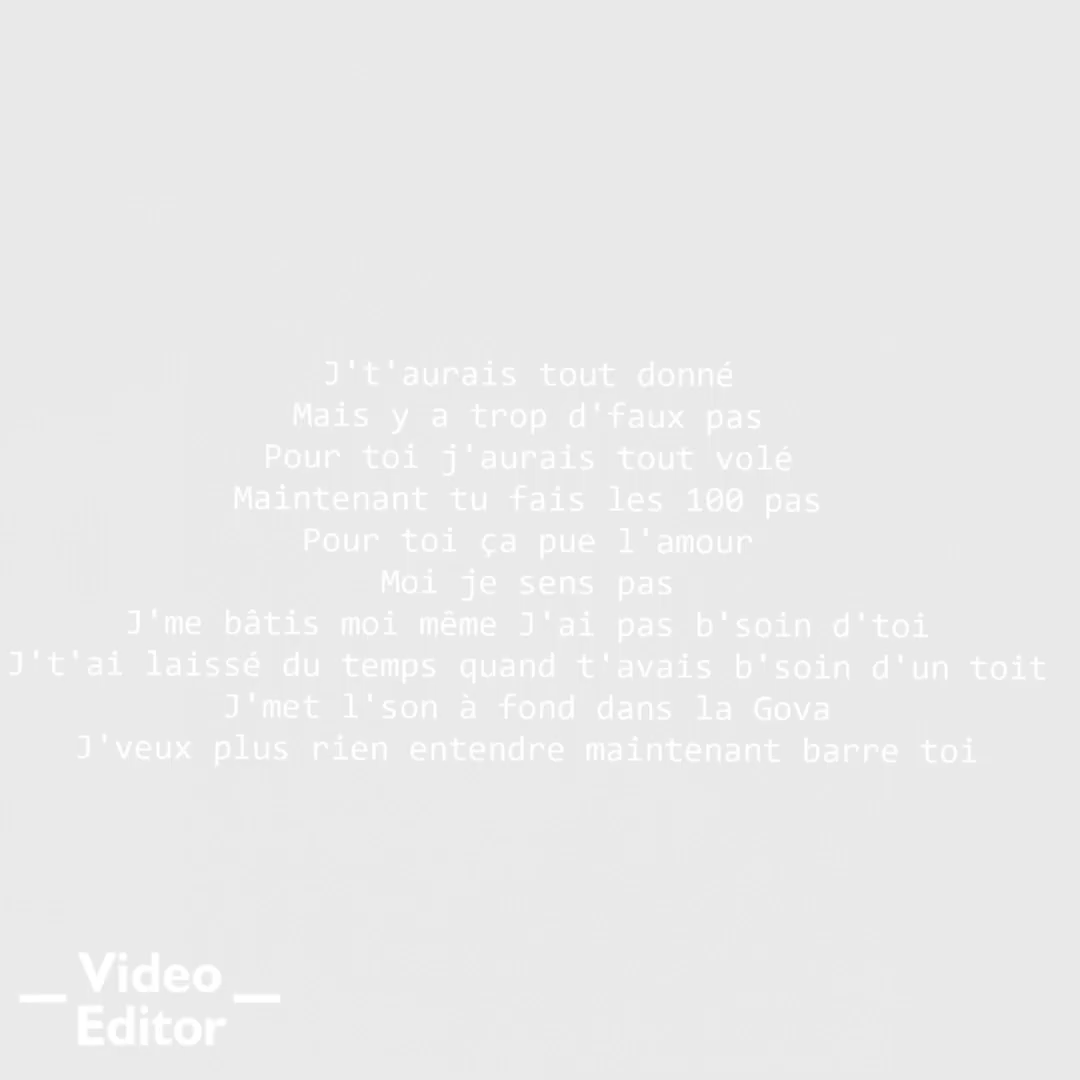 J't'aurais tout donné
Mais y a trop d'faux pas
Pour toi j'aurais tout volé
Maintenant tu fais les 100 pas
Pour toi ça pue l'amour
Moi je sens pas
J'me bâtis moi même J'ai pas b'soin d'toi
J't'ai laissé du temps quand t'avais b'soin d'un toit
J'met l'son à fond dans la Gova
J'veux plus rien entendre maintenant barre toi
Video
Editor